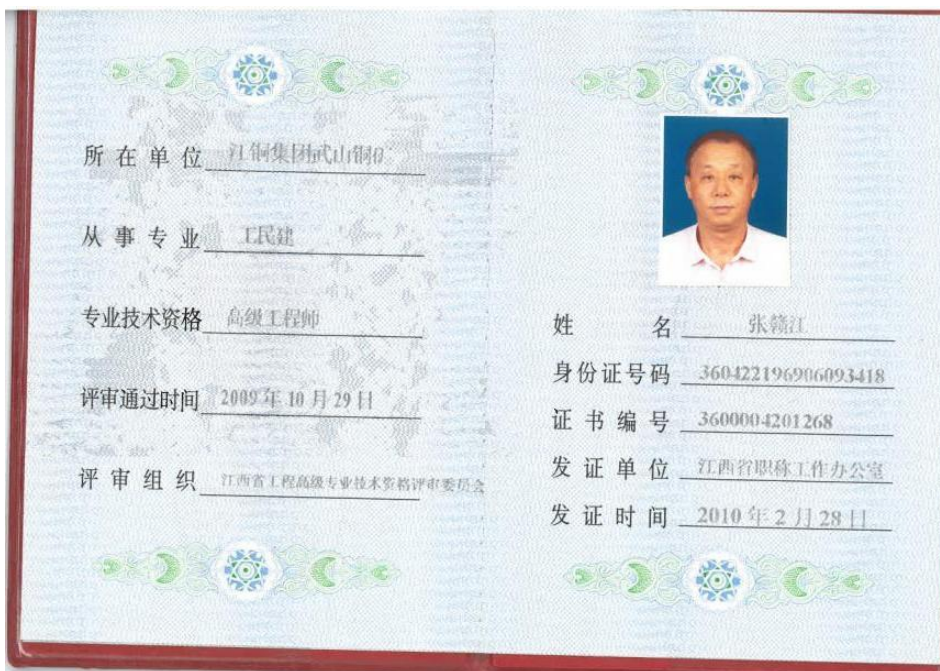 所在单位 江铜集团武山铜矿
从事专业 工民建
专业技术资格 高级工程师
评审通过时间 2009年10月29日
评审组织 江西省工程高级专业技术资格评审委员会
姓名 张赣江
身份证号码 360422196906093418
证书编号 3600004201268
发证单位 江西省职称工作办公室
发证时间 2010年2月28日